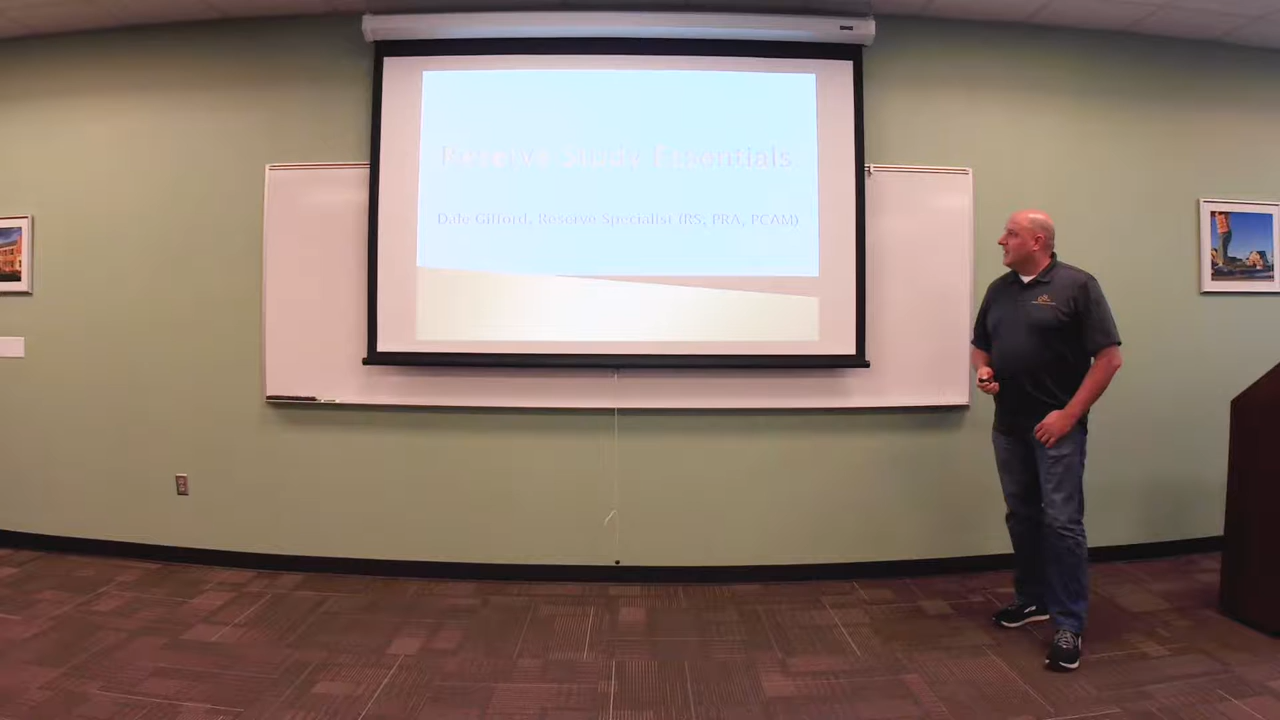 Reserve Study Essentials
Dale Gifford, Reserve Specialist (RS, PRA, PCAM)